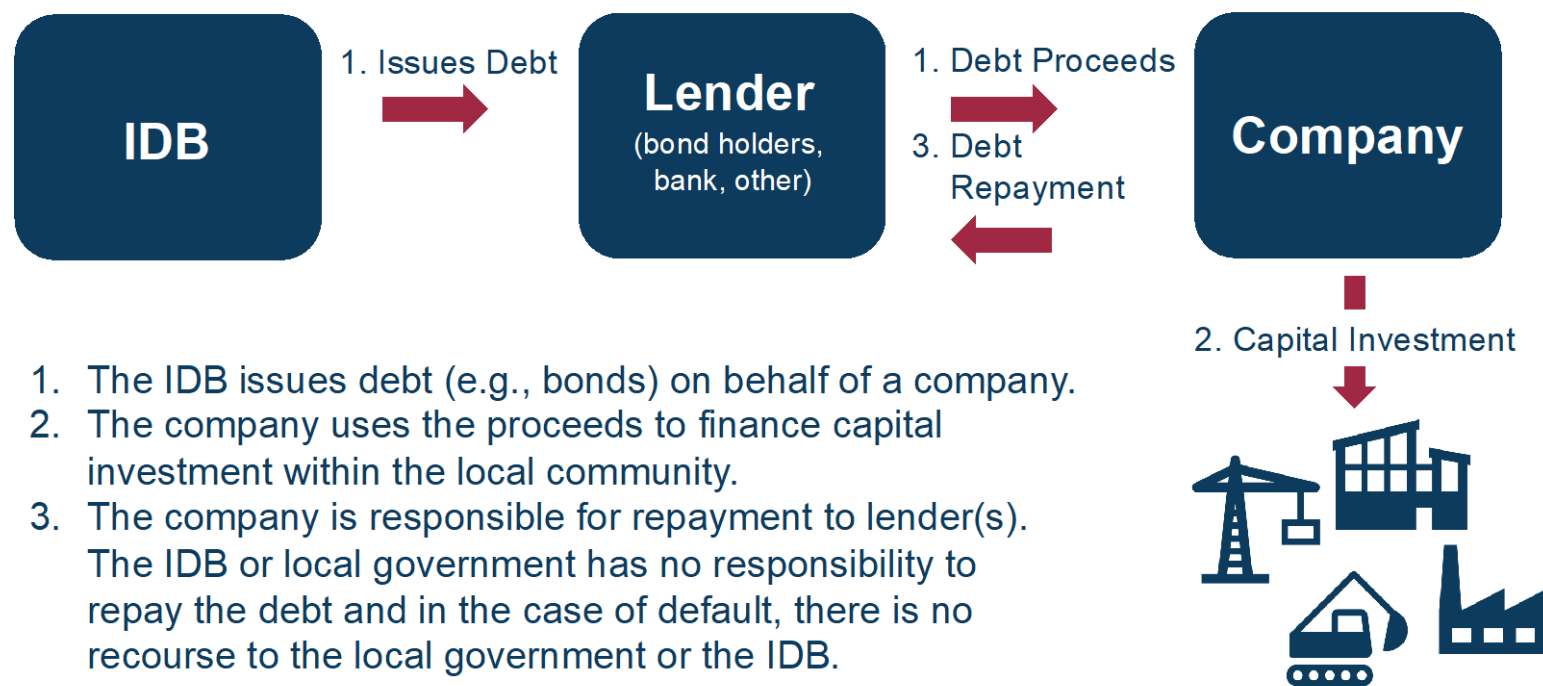 IDB
1. Issues Debt
Lender
(bond holders,
bank, other)
1. Debt Proceeds
3. Debt
Repayment
Company
2. Capital Investment
1. The IDB issues debt (e.g., bonds) on behalf of a company.
2. The company uses the proceeds to finance capital
investment within the local community.
3. The company is responsible for repayment to lender(s).
The IDB or local government has no responsibility to
repay the debt and in the case of default, there is no
recourse to the local government or the IDB.